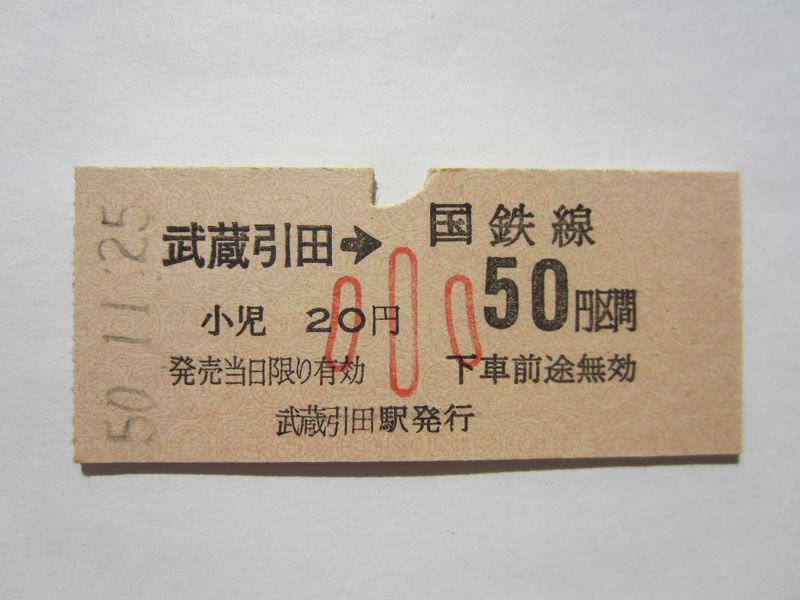 50.11.25
武蔵引田➔ 国鉄線
50円区間
小児 20円
小
発売当日限り有効 下車前途無効
武蔵引田駅発行